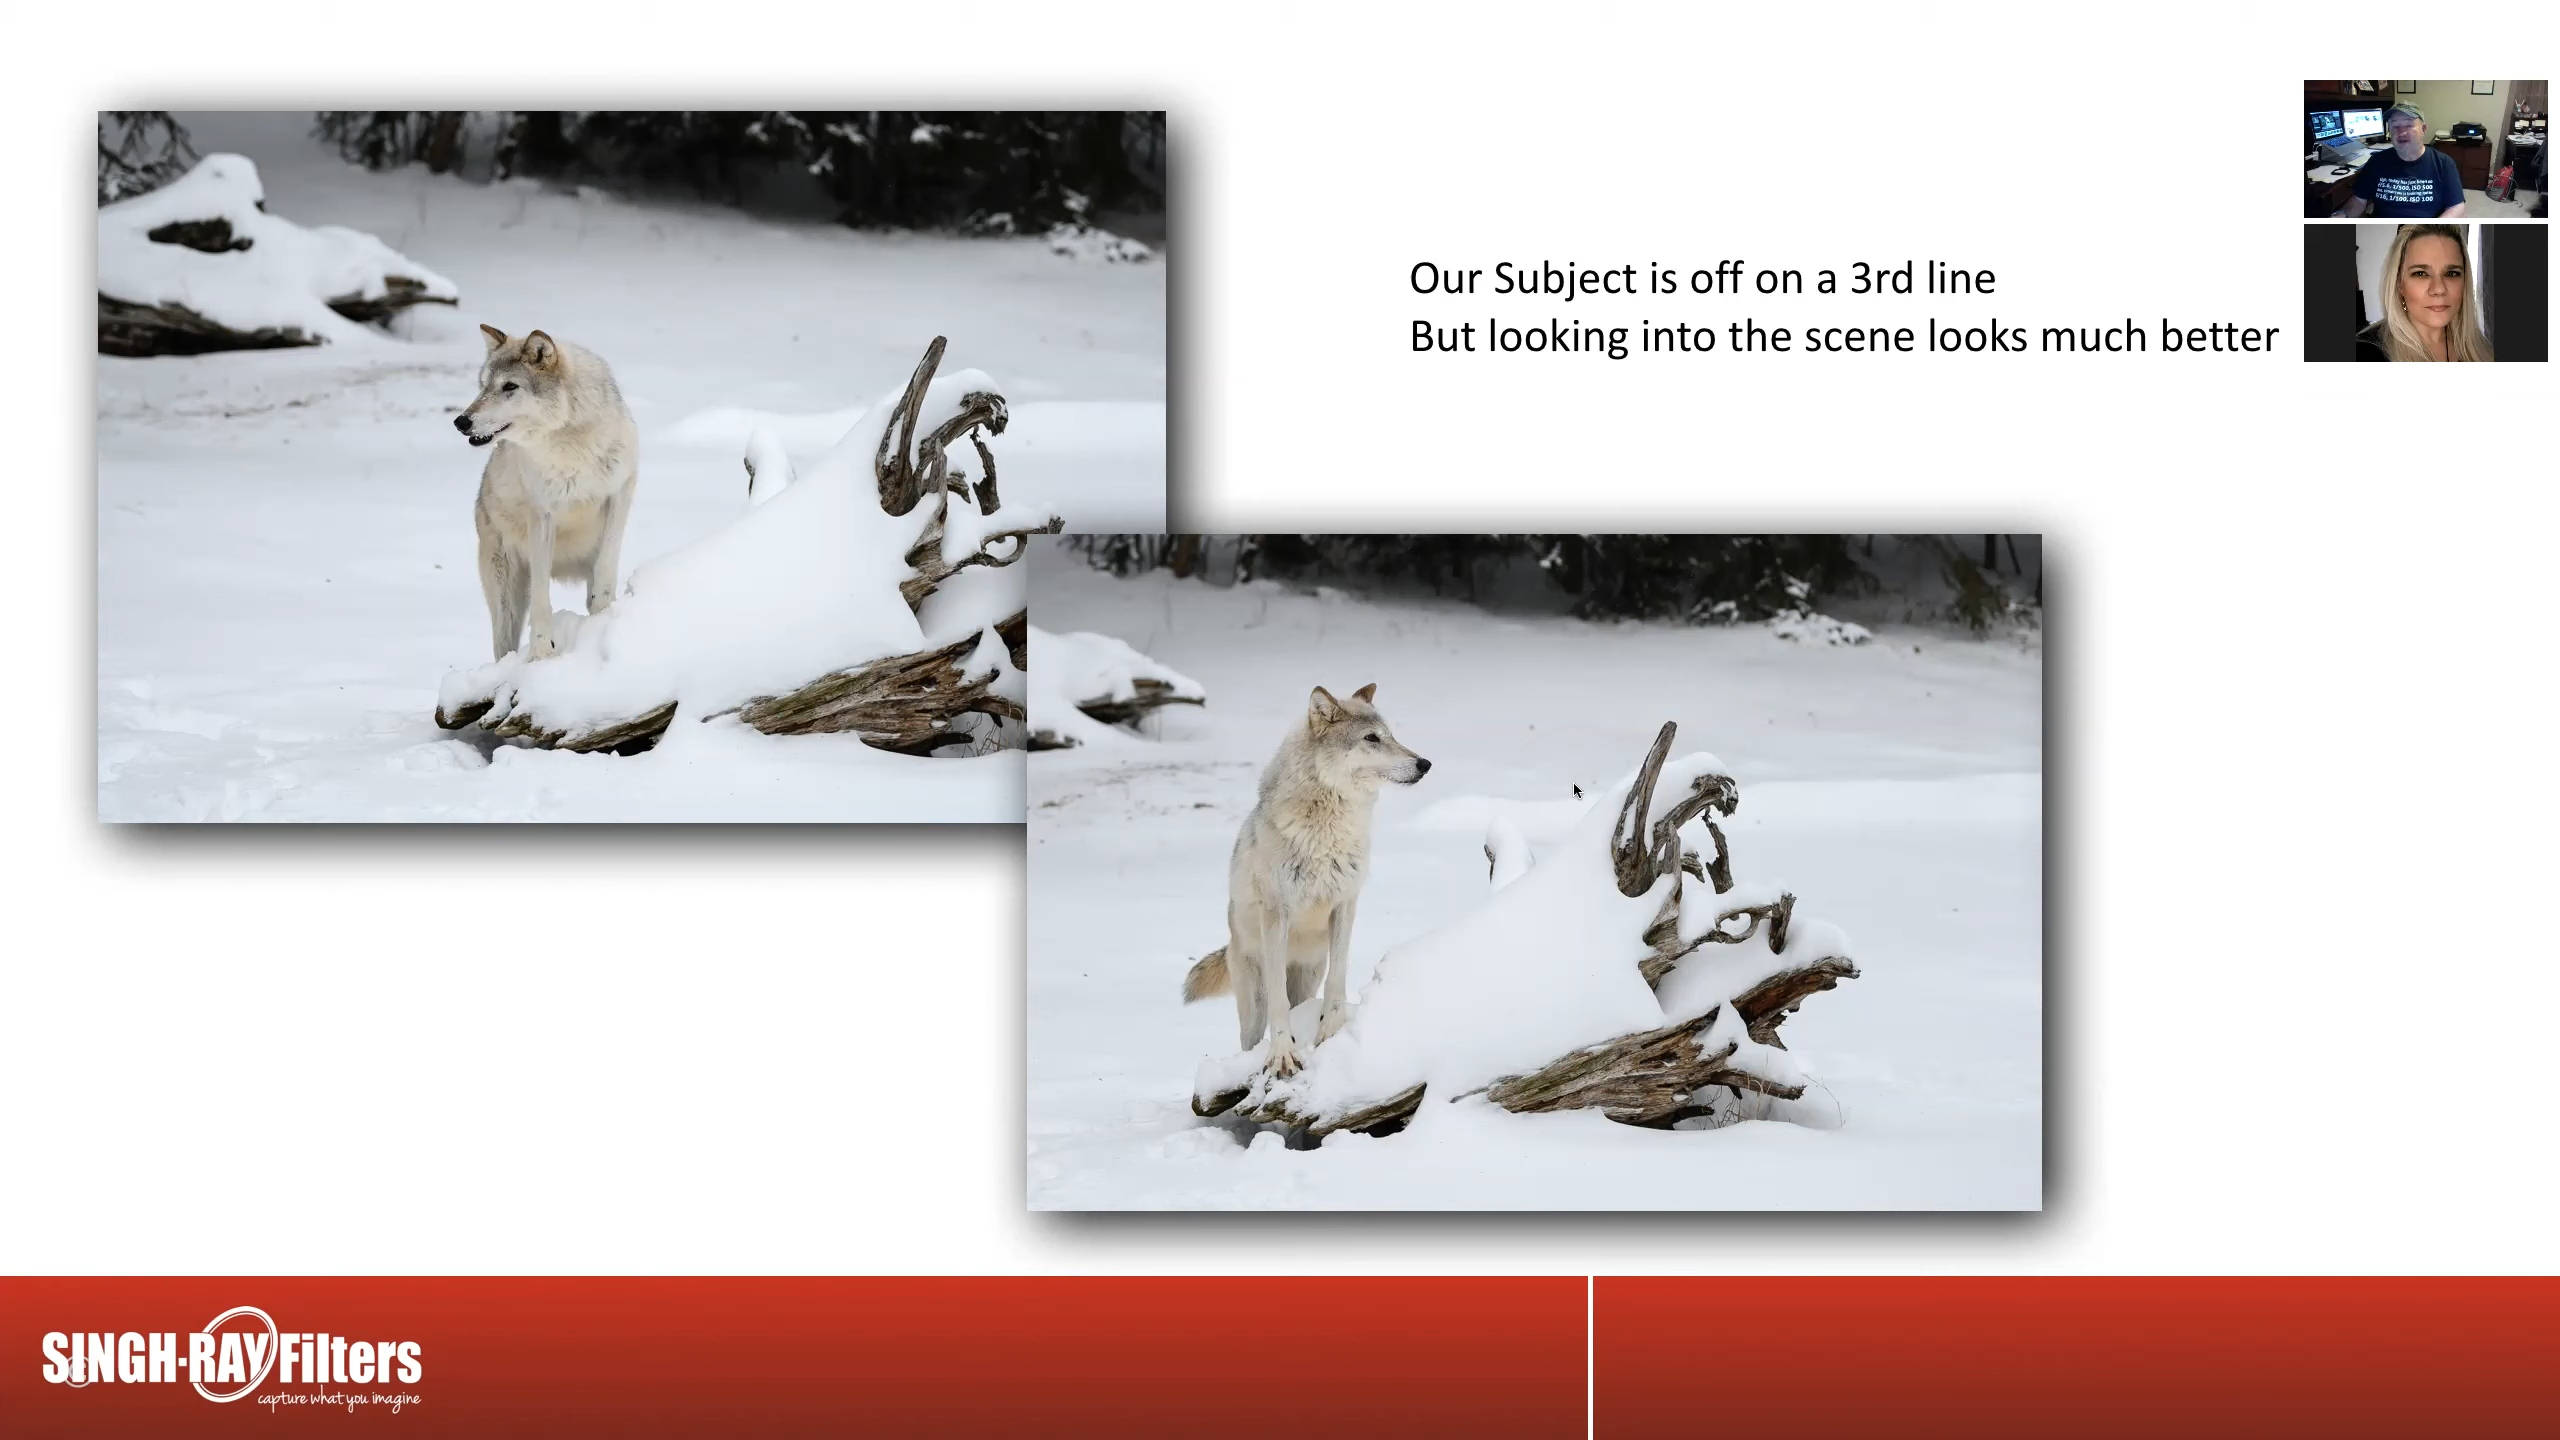 Our Subject is off on a 3rd line
But looking into the scene looks much better
SINGH-RAY Filters
capture what you imagine